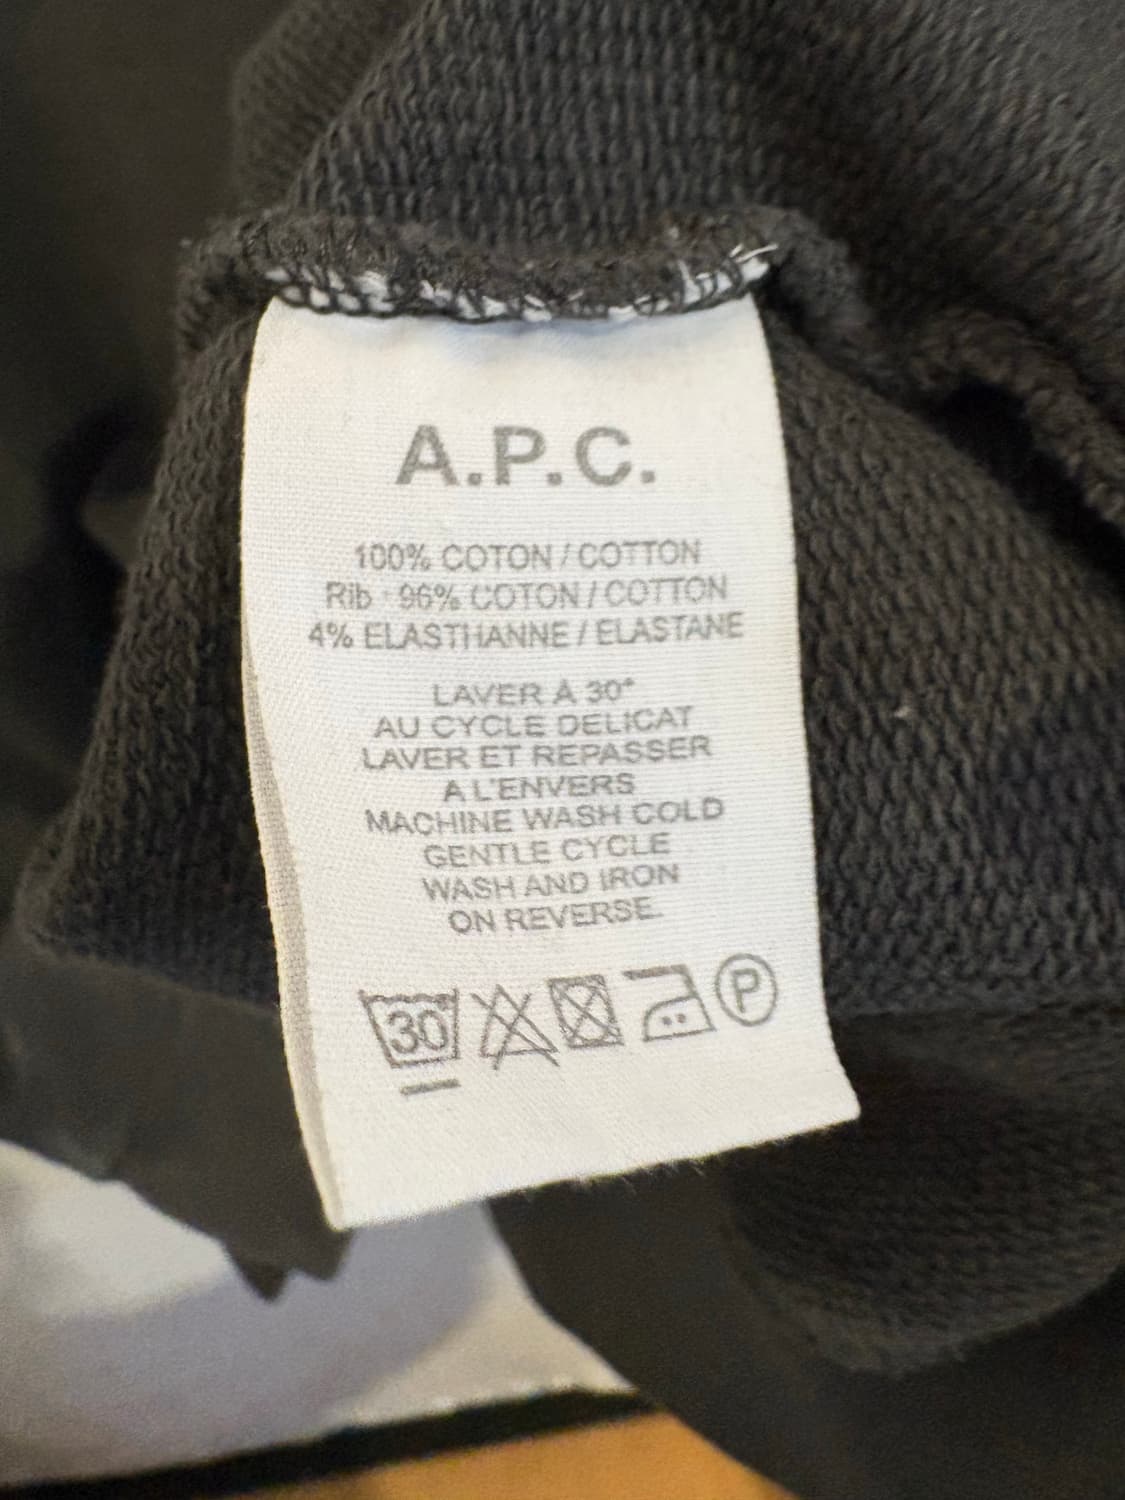 A.P.C.
100% COTON / COTTON
Rib : 96% COTON / COTTON
4% ELASTHANNE / ELASTANE
LAVER À 30°
AU CYCLE DELICAT
LAVER ET REPASSER
A L'ENVERS
MACHINE WASH COLD
GENTLE CYCLE
WASH AND IRON
ON REVERSE.
30 P